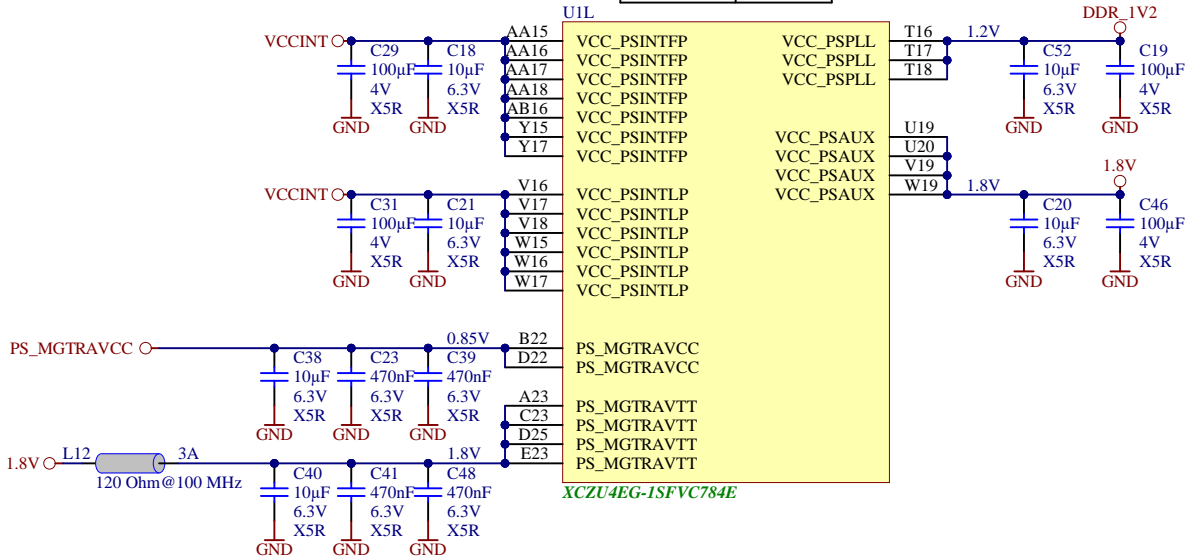 U1L
DDR_1V2
VCCINT
C29
100µF
4V
X5R
GND
C18
10µF
6.3V
X5R
GND
AA15 VCC_PSINTFP
AA16 VCC_PSINTFP
AA17 VCC_PSINTFP
AA18 VCC_PSINTFP
AB16 VCC_PSINTFP
Y15 VCC_PSINTFP
Y17 VCC_PSINTFP
VCC_PSPLL T16
VCC_PSPLL T17
VCC_PSPLL T18
1.2V
C52
10µF
6.3V
X5R
GND
C19
100µF
4V
X5R
GND
VCCINT
C31
100µF
4V
X5R
GND
C21
10µF
6.3V
X5R
GND
V16 VCC_PSINTLP
V17 VCC_PSINTLP
V18 VCC_PSINTLP
W15 VCC_PSINTLP
W16 VCC_PSINTLP
W17 VCC_PSINTLP
VCC_PSAUX U19
VCC_PSAUX U20
VCC_PSAUX V19
VCC_PSAUX W19
1.8V
1.8V
C20
10µF
6.3V
X5R
GND
C46
100µF
4V
X5R
GND
PS_MGTRAVCC
0.85V
C38
10µF
6.3V
X5R
GND
C23
470nF
6.3V
X5R
GND
C39
470nF
6.3V
X5R
GND
B22 PS_MGTRAVCC
D22 PS_MGTRAVCC
A23 PS_MGTRAVTT
C23 PS_MGTRAVTT
D25 PS_MGTRAVTT
E23 PS_MGTRAVTT
1.8V
L12
3A
120 Ohm@100 MHz
1.8V
C40
10µF
6.3V
X5R
GND
C41
470nF
6.3V
X5R
GND
C48
470nF
6.3V
X5R
GND
XCZU4EG-1SFVC784E